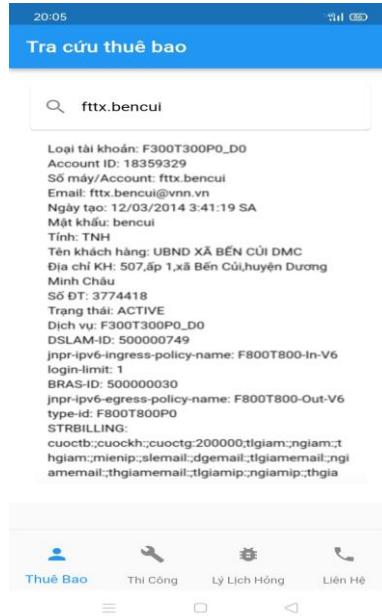 20:05
Tra cứu thuê bao
fttx.bencui
Loại tài khoản: F300T300P0_D0
Account ID: 18359329
Số máy/Account: fttx.bencui
Email: fttx.bencui@vnn.vn
Ngày tạo: 12/03/2014 3:41:19 SA
Mật khẩu: bencui
Tỉnh: TNH
Tên khách hàng: UBND XÃ BẾN CỦI DMC
Địa chỉ KH: 507,ấp 1,xã Bến Củi,huyện Dương
Minh Châu
Số ĐT: 3774418
Trạng thái: ACTIVE
Dịch vụ: F300T300P0_D0
DSLAM-ID: 500000749
jnpr-ipv6-ingress-policy-name: F800T800-In-V6
login-limit: 1
BRAS-ID: 500000030
jnpr-ipv6-egress-policy-name: F800T800-Out-V6
type-id: F800T800P0
STRBILLING:
cuoctb:;cuockh:;cuoctg:200000;tlgiam:;ngiam:;t
hgiam:;mienip:;slemail:;dgemail:;tlgiamemail:;ngi
amemail:;thgiamemail:;tlgiamip:;ngiamip:;thgia
Thuê Bao Thi Công Lý Lịch Hỏng Liên Hệ